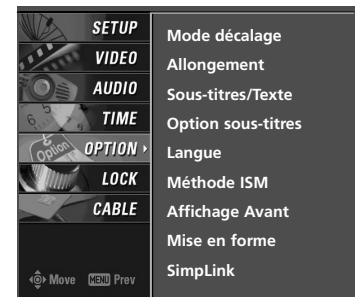 SETUP
VIDEO
AUDIO
TIME
OPTION
LOCK
CABLE
Move MENU Prev
Mode décalage
Allongement
Sous-titres/Texte
Option sous-titres
Langue
Méthode ISM
Affichage Avant
Mise en forme
SimpLink